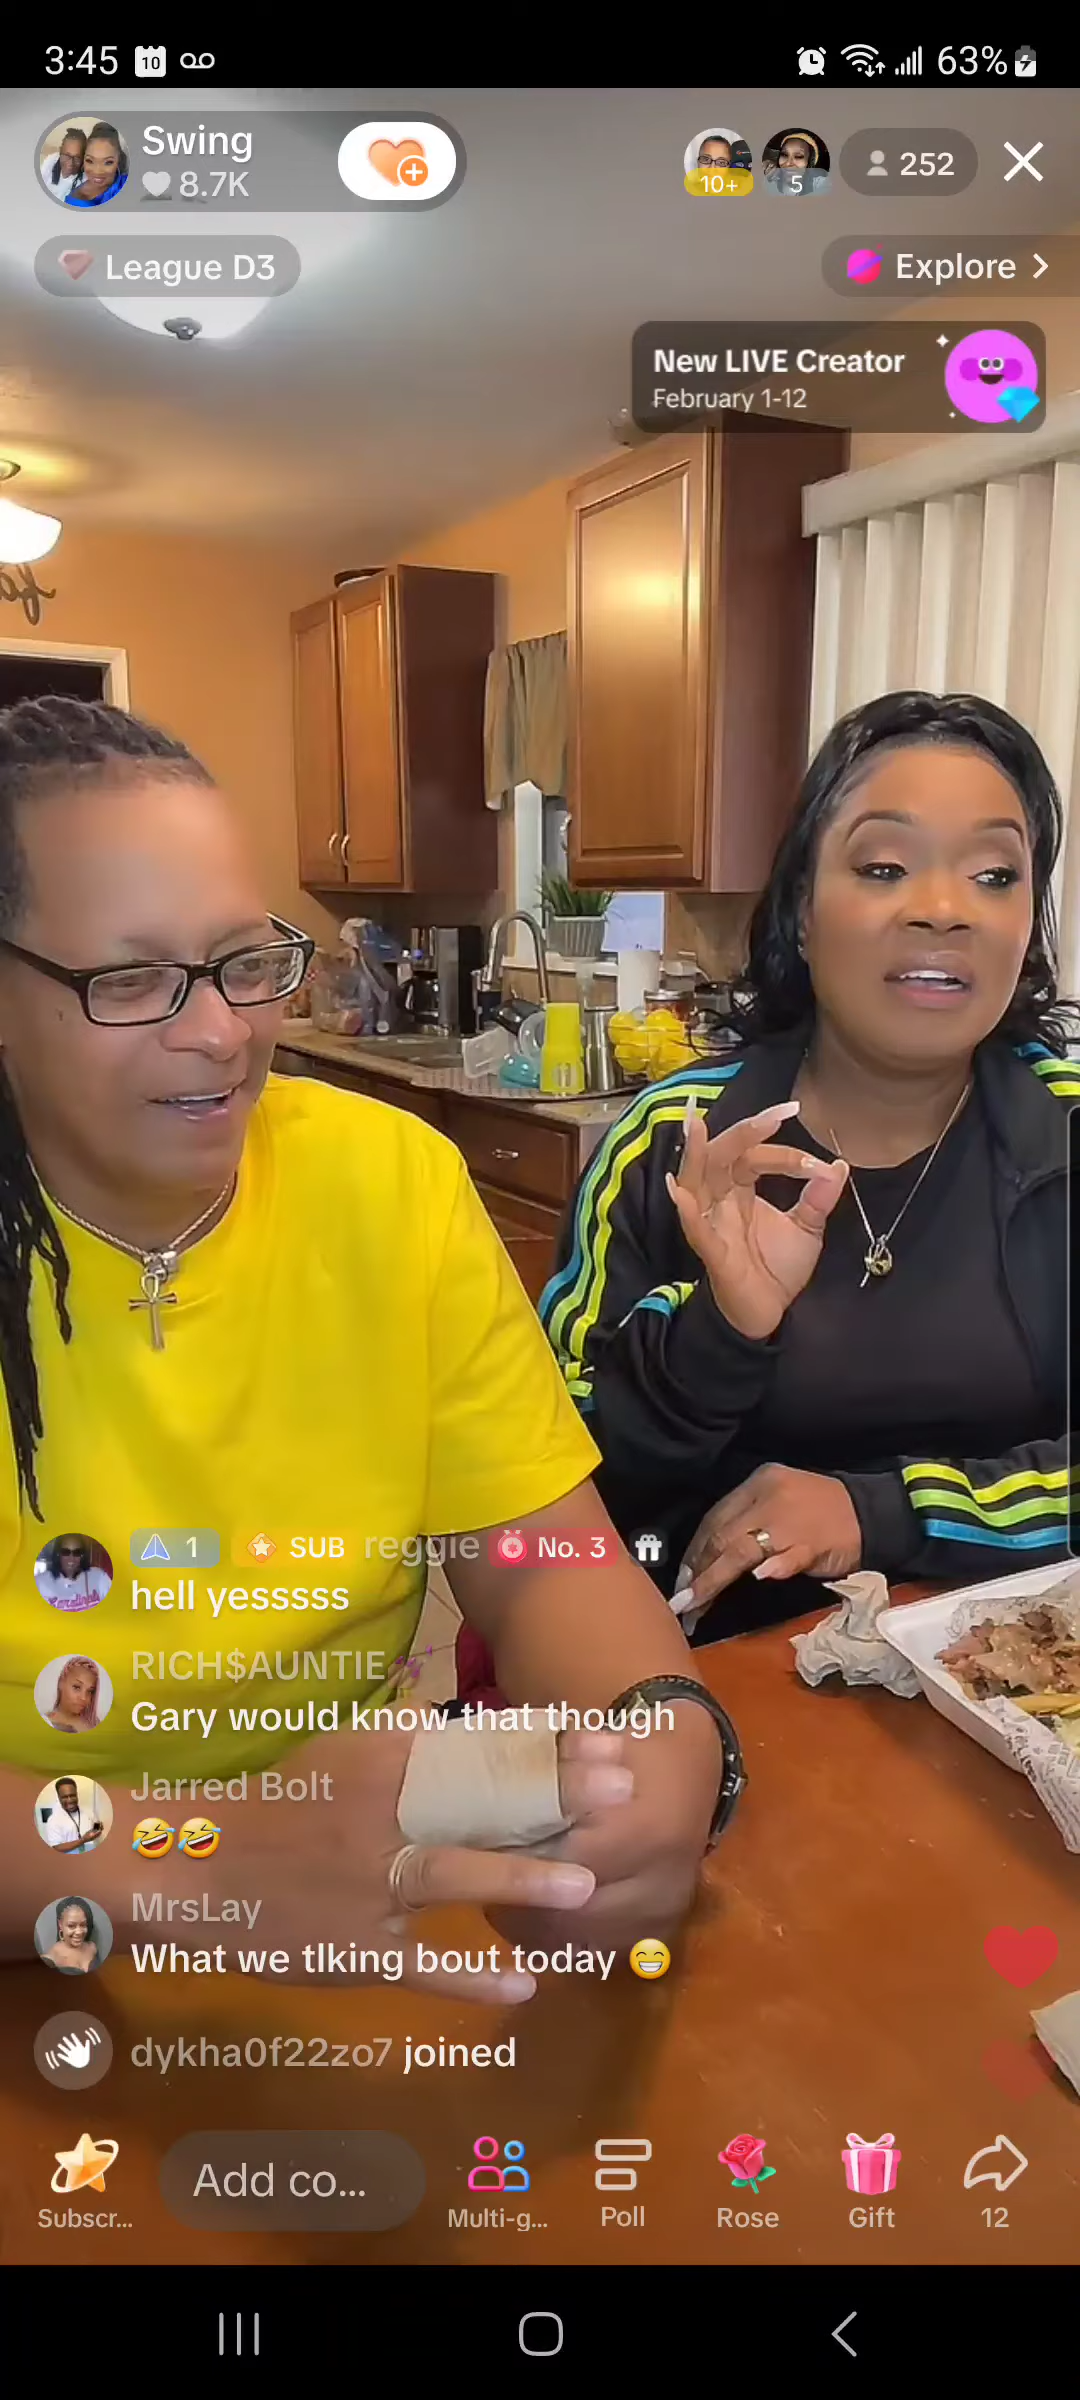 3:45 10 63%
Swing
8.7K
10+ 5 252
League D3
Explore
New LIVE Creator
February 1-12
1 SUB reggie No. 3
hell yesssss
RICH$AUNTIE
Gary would know that though
Jarred Bolt
🤣🤣
MrsLay
What we tlking bout today 😁
dykha0f22zo7 joined
Add co...
Subscr... Multi-g... Poll Rose Gift 12